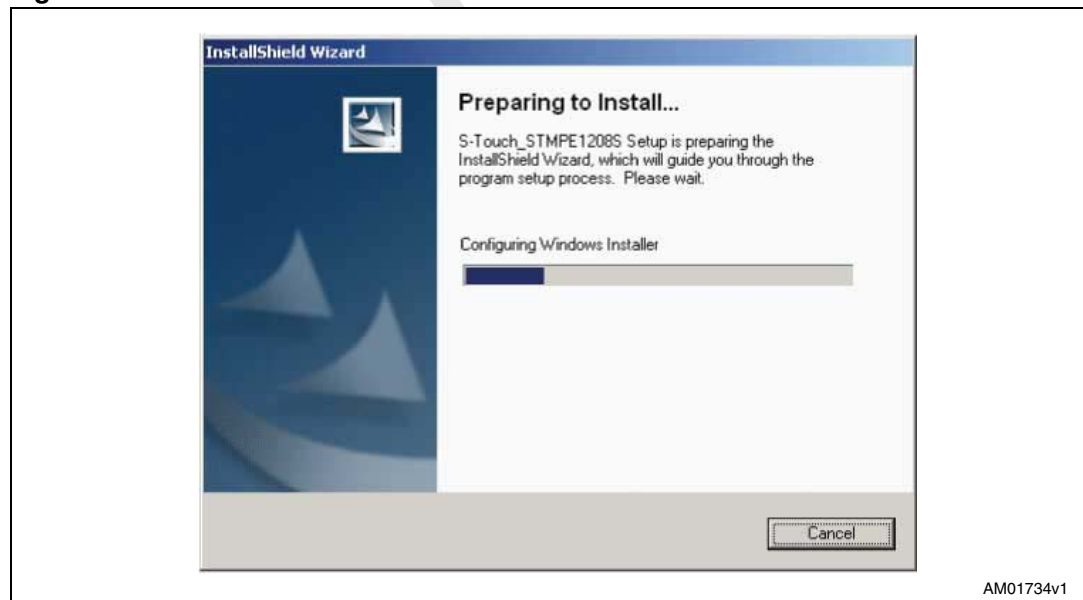 InstallShield Wizard
Preparing to Install...
S-Touch_STMPE1208S Setup is preparing the
InstallShield Wizard, which will guide you through the
program setup process. Please wait.
Configuring Windows Installer
Cancel
AM01734v1